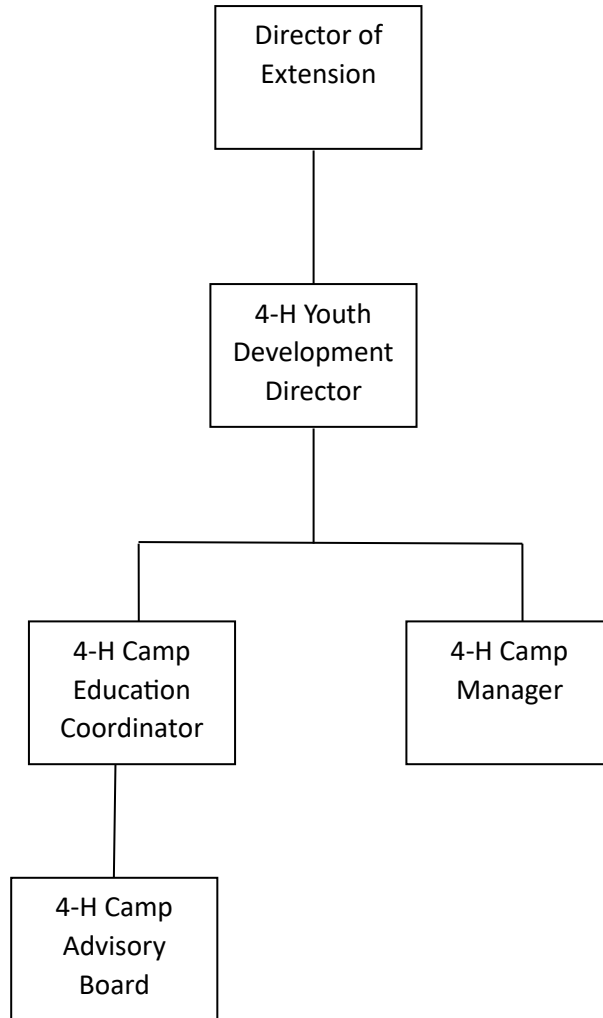 Director of
Extension
4-H Youth
Development
Director
4-H Camp
Education
Coordinator
4-H Camp
Manager
4-H Camp
Advisory
Board